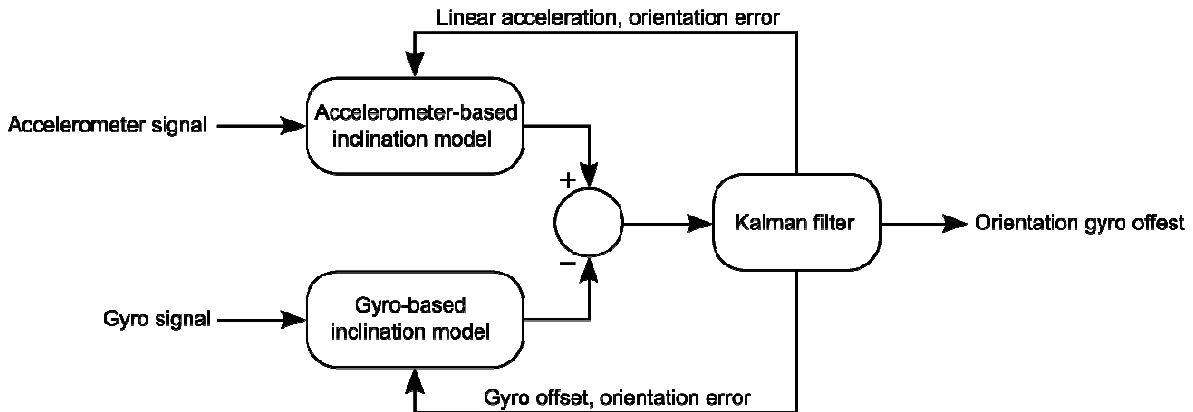 Linear acceleration, orientation error
Accelerometer signal
Accelerometer-based
inclination model
+
Kalman filter
Orientation gyro offest
−
Gyro signal
Gyro-based
inclination model
Gyro offset, orientation error